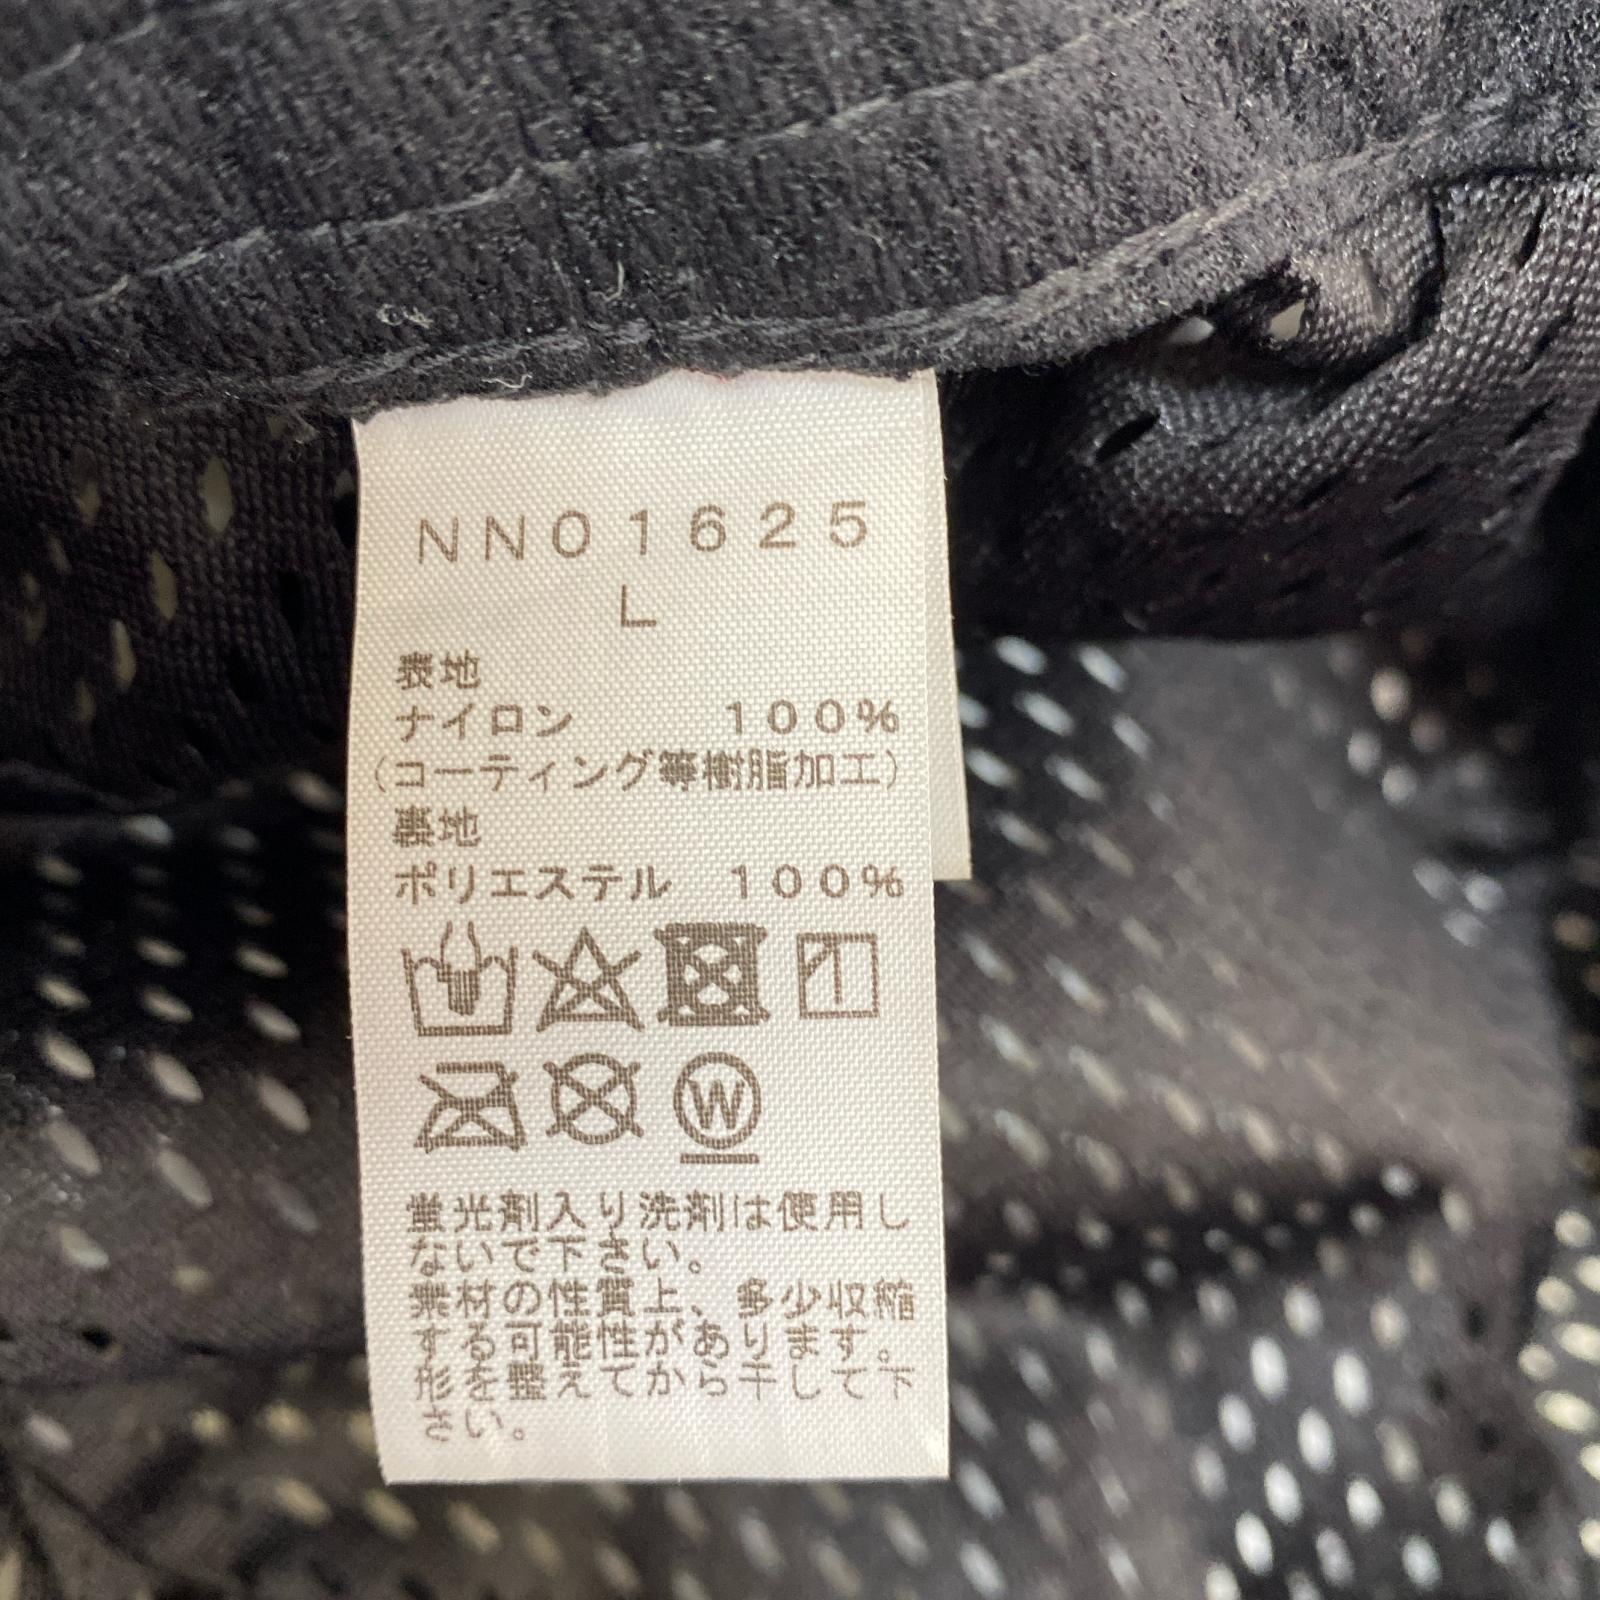 NN01625
L
表地
ナイロン 100%
(コーティング等樹脂加工)
裏地
ポリエステル 100%
W
蛍光剤入り洗剤は使用し
ないで下さい。
素材の性質上、多少収縮
する可能性があります。
形を整えてから干して下
さい。